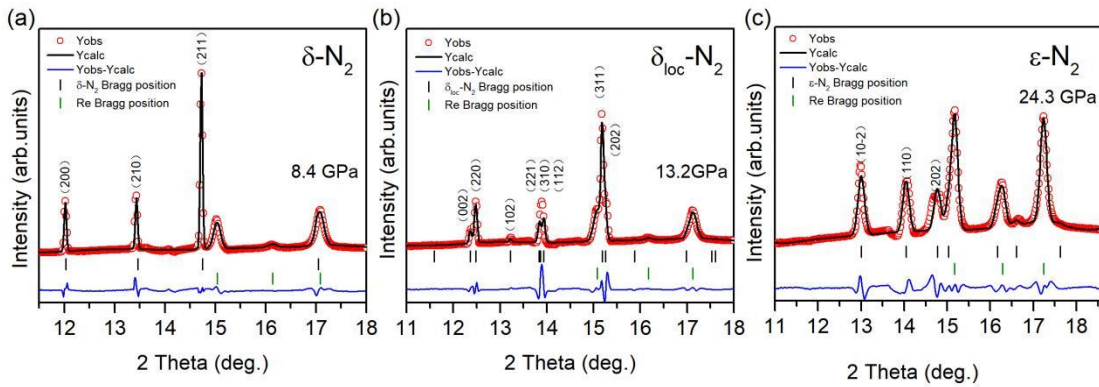 (a)
Intensity (arb.units)
Yobs
Ycalc
Yobs-Ycalc
δ-N₂ Bragg position
Re Bragg position
δ-N₂
8.4 GPa
(200)
(210)
(211)
12 13 14 15 16 17 18
2 Theta (deg.)
(b)
Intensity (arb.units)
Yobs
Ycalc
Yobs-Ycalc
δloc-N₂ Bragg position
Re Bragg position
δloc-N₂
13.2GPa
(002)
(220)
(102)
(221)
(310)
(112)
(311)
(202)
11 12 13 14 15 16 17 18
2 Theta (deg.)
(c)
Intensity (arb.units)
Yobs
Ycalc
Yobs-Ycalc
ε-N₂ Bragg position
Re Bragg position
ε-N₂
24.3 GPa
(10-2)
(110)
(202)
11 12 13 14 15 16 17 18
2 Theta (deg.)